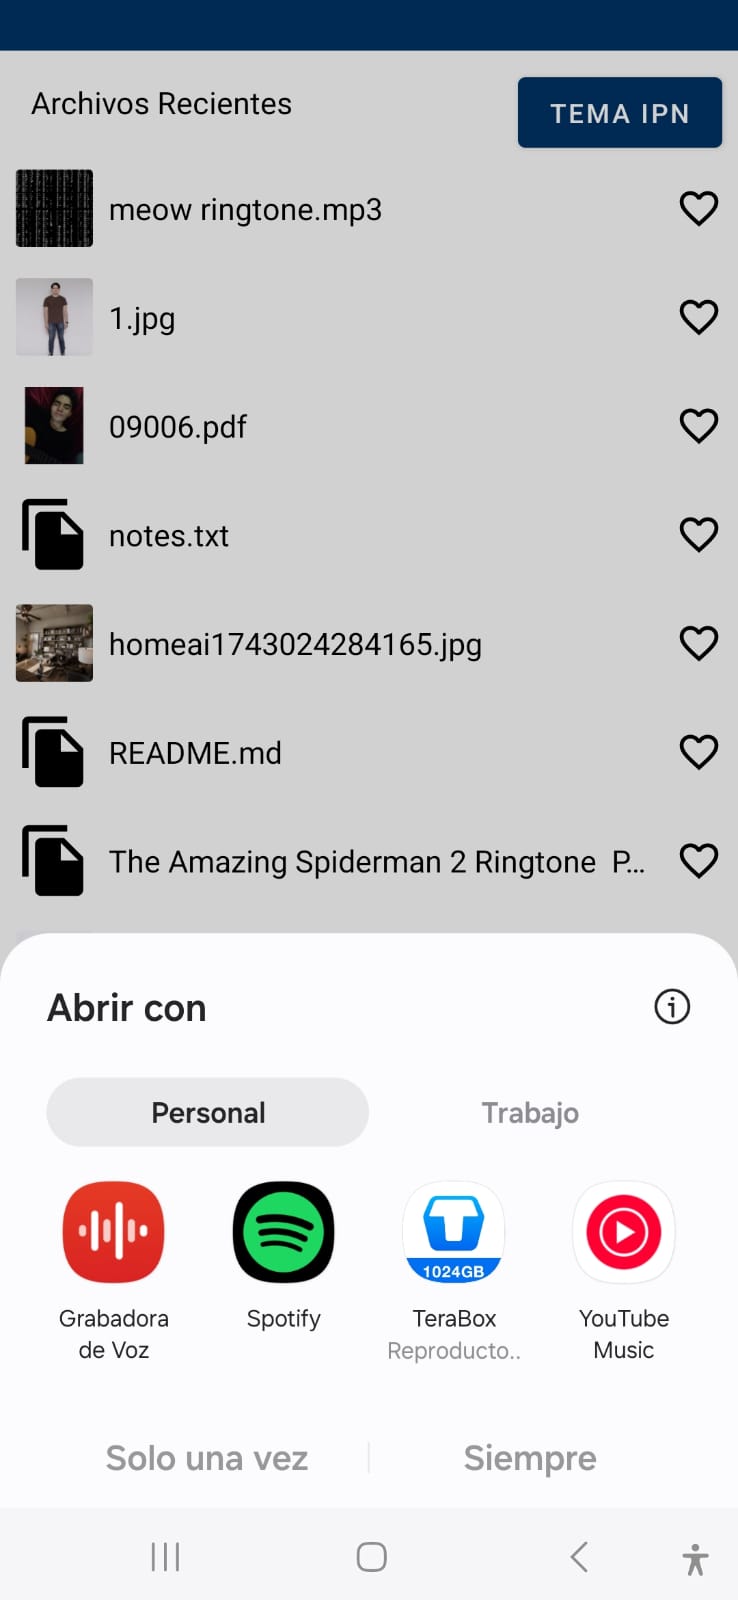 Archivos Recientes
TEMA IPN
meow ringtone.mp3
1.jpg
09006.pdf
notes.txt
homeai1743024284165.jpg
README.md
The Amazing Spiderman 2 Ringtone  P...
Abrir con
Personal
Trabajo
1024GB
Grabadora
de Voz
Spotify
TeraBox
Reproducto..
YouTube
Music
Solo una vez
Siempre